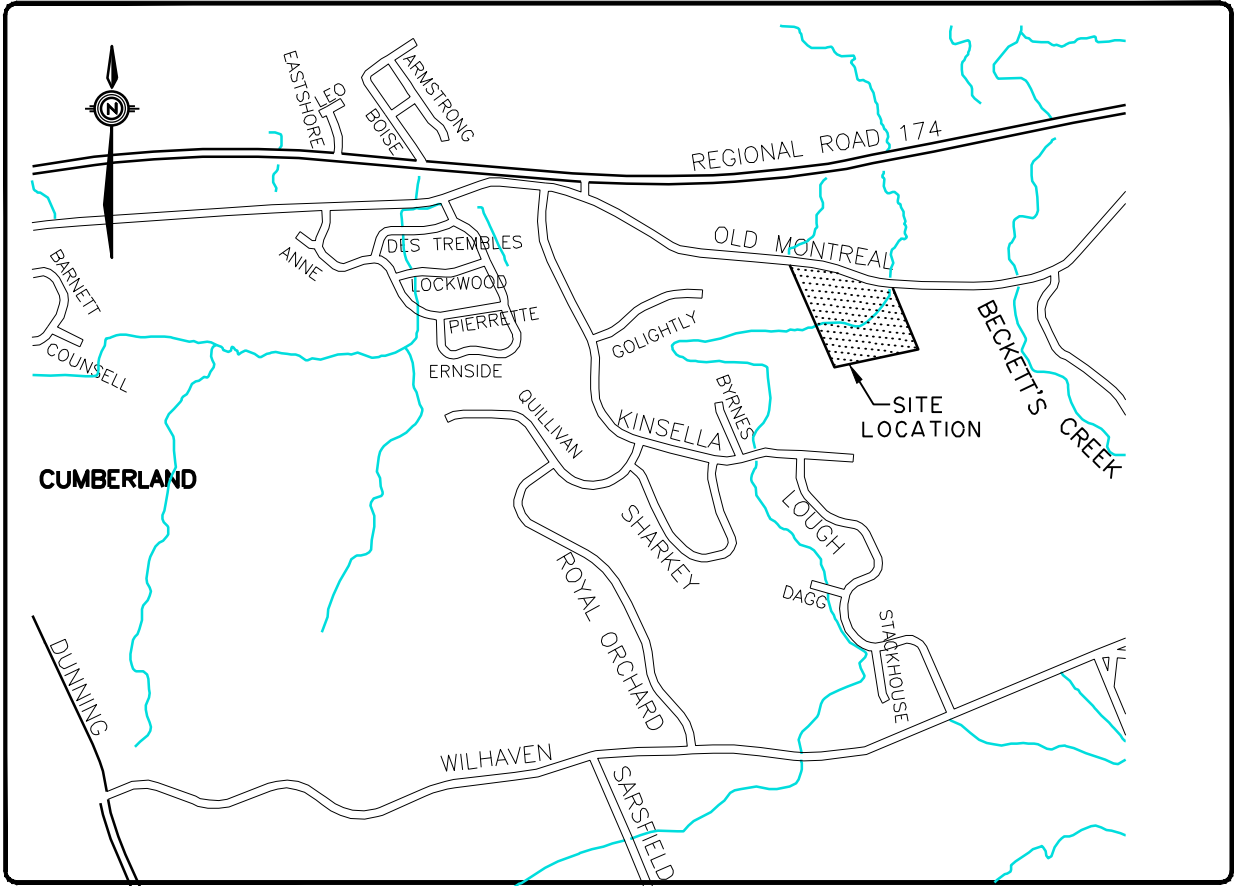 N
EASTSHORE
LEO
BOISE
ARMSTRONG
REGIONAL ROAD 174
OLD MONTREAL
DES TREMBLES
ANNE
LOCKWOOD
BARNETT
PIERRETTE
COUNSELL
ERNSIDE
GOLIGHTLY
BECKETT'S CREEK
SITE
LOCATION
QUILLIVAN
KINSELLA
BYRNES
CUMBERLAND
SHARKEY
LOUGH
ROYAL ORCHARD
DAGG
STACKHOUSE
DUNNING
WILHAVEN
SARSFIELD